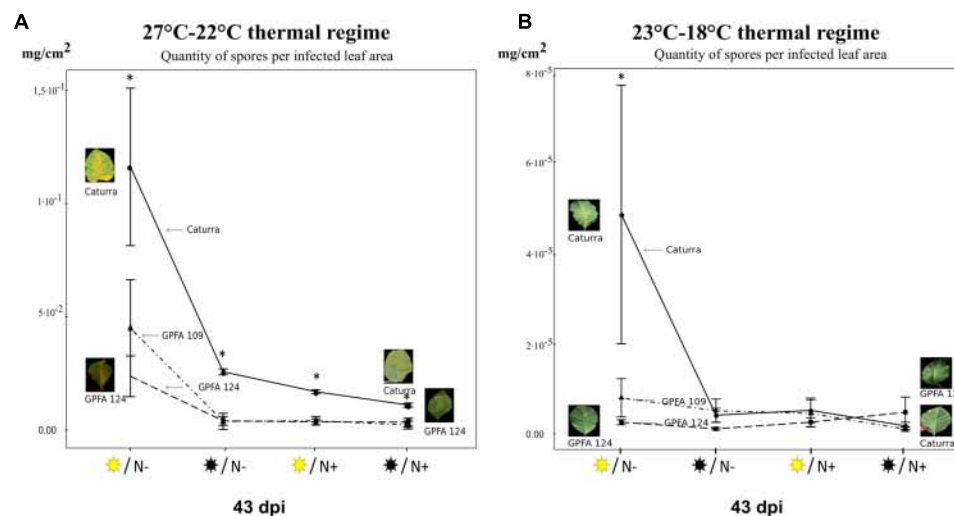 A
27°C-22°C thermal regime
mg/cm²
Quantity of spores per infected leaf area
1,5·10⁻¹
1·10⁻¹
5·10⁻²
0.00
*
*
*
*
Caturra
Caturra
GPFA 109
GPFA 124
GPFA 124
Caturra
GPFA 124
/ N-
/ N-
/ N+
/ N+
43 dpi
B
23°C-18°C thermal regime
mg/cm²
Quantity of spores per infected leaf area
8·10⁻⁵
6·10⁻⁵
4·10⁻⁵
2·10⁻⁵
0.00
*
Caturra
Caturra
GPFA 109
GPFA 124
GPFA 124
Caturra
/ N-
/ N-
/ N+
/ N+
43 dpi